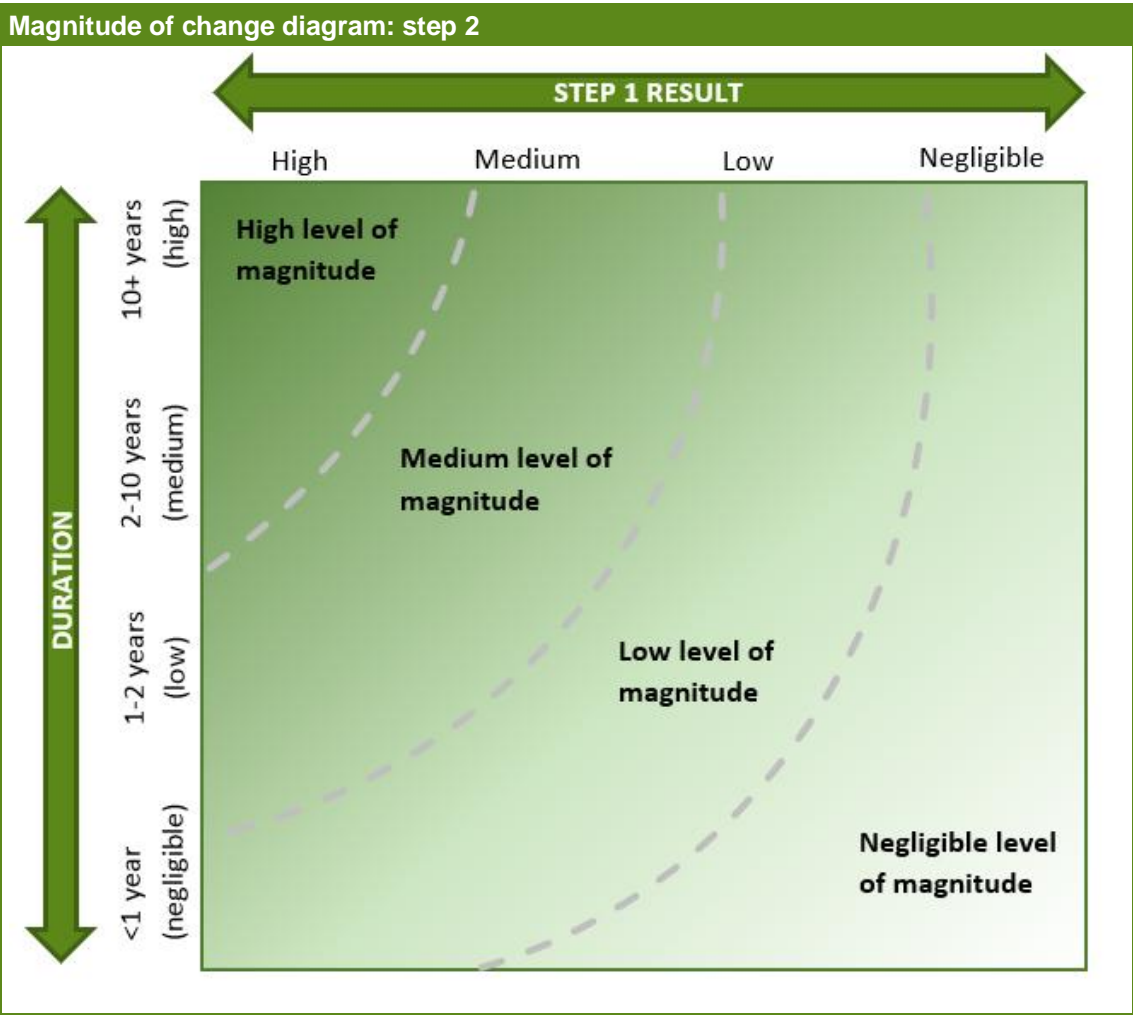 Magnitude of change diagram: step 2
STEP 1 RESULT
High Medium Low Negligible
DURATION
10+ years
(high)
2-10 years
(medium)
1-2 years
(low)
<1 year
(negligible)
High level of
magnitude
Medium level of
magnitude
Low level of
magnitude
Negligible level
of magnitude